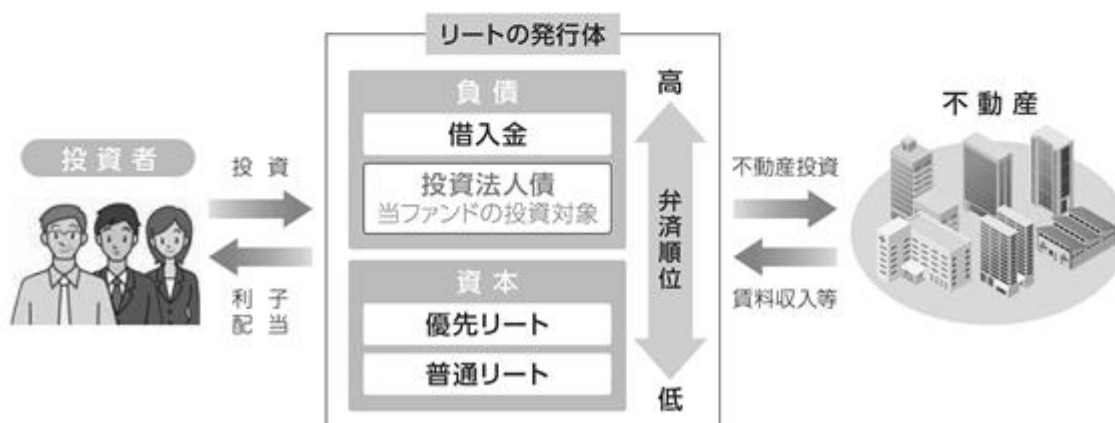 リートの発行体
投資者
投資
利子
配当
負債
借入金
投資法人債
当ファンドの投資対象
資本
優先リート
普通リート
高
弁済順位
低
不動産投資
賃料収入等
不動産